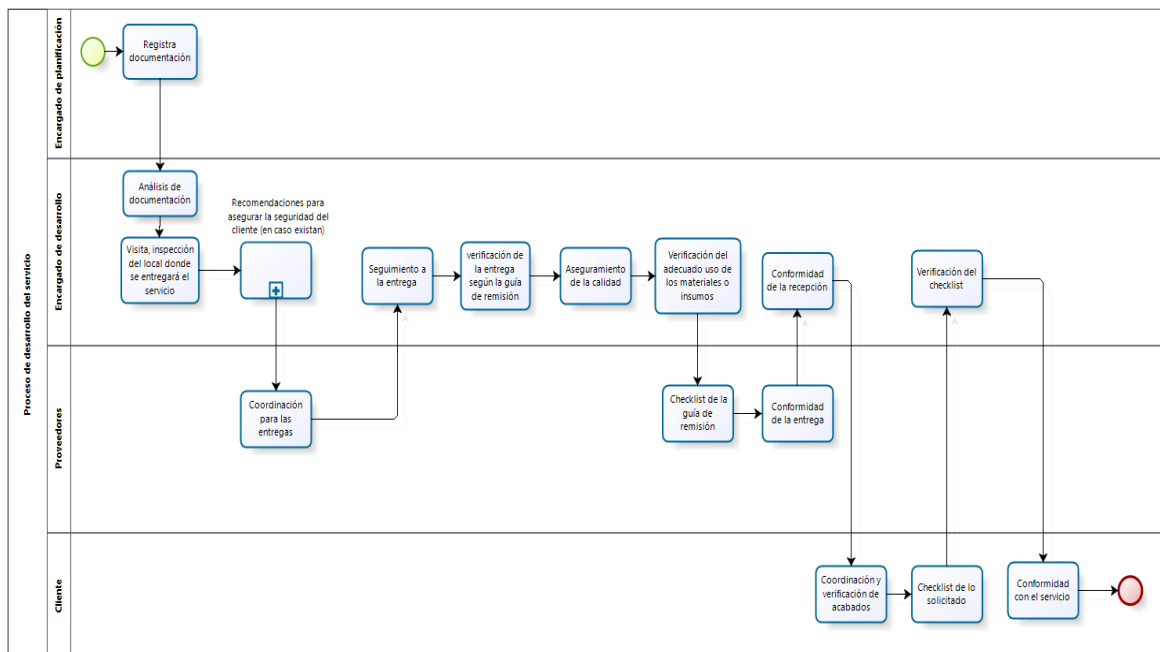 Proceso de desarrollo del servicio
Encargado de planificación
Registra
documentación
Encargado de desarrollo
Análisis de
documentación
Visita, inspección
del local donde
se entregará el
servicio
Recomendaciones para
asegurar la seguridad del
cliente (en caso existan)
Seguimiento a
la entrega
verificación de
la entrega
según la guía
de remisión
Aseguramiento
de la calidad
Verificación del
adecuado uso de
los materiales o
insumos
Conformidad
de la recepción
Verificación del
checklist
Proveedores
Coordinación
para las
entregas
Checklist de la
guía de
remisión
Conformidad
de la entrega
Cliente
Coordinación y
verificación de
acabados
Checklist de lo
solicitado
Conformidad
con el servicio